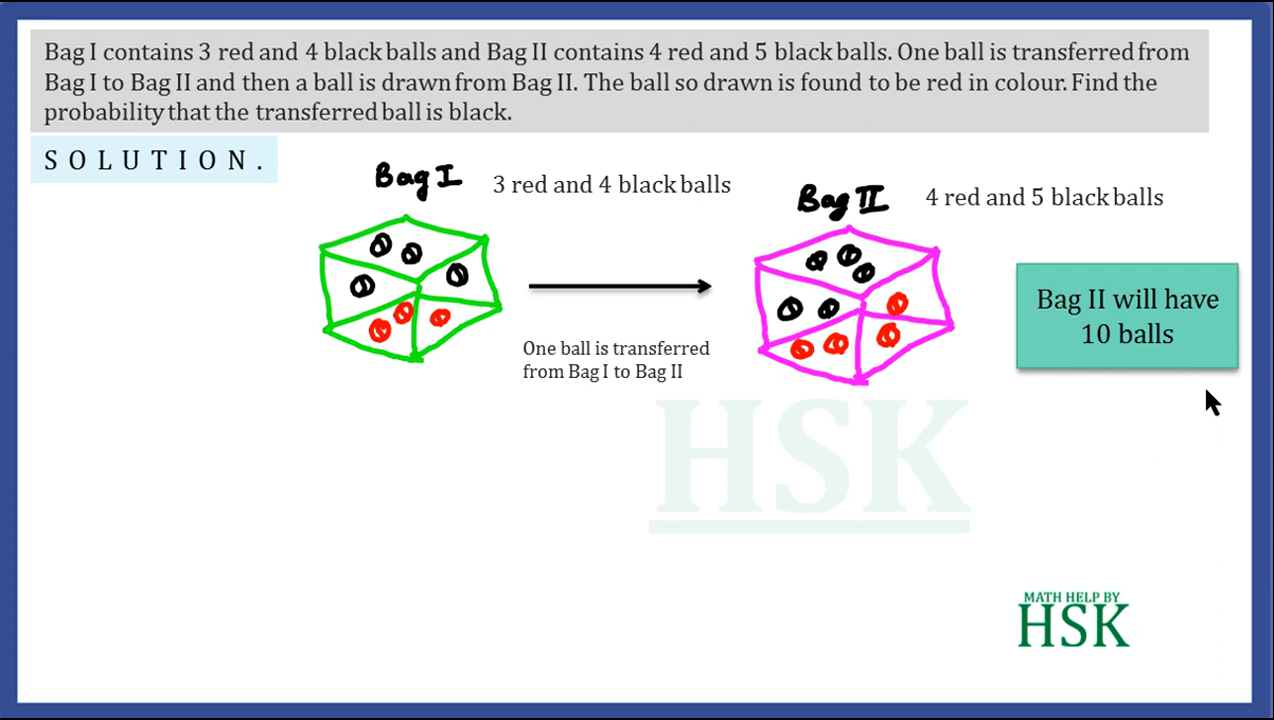 Bag I contains 3 red and 4 black balls and Bag II contains 4 red and 5 black balls. One ball is transferred from
Bag I to Bag II and then a ball is drawn from Bag II. The ball so drawn is found to be red in colour. Find the
probability that the transferred ball is black.
SOLUTION.
Bag I
3 red and 4 black balls
Bag II
4 red and 5 black balls
Bag II will have
10 balls
One ball is transferred
from Bag I to Bag II
HSK
MATH HELP BY
HSK